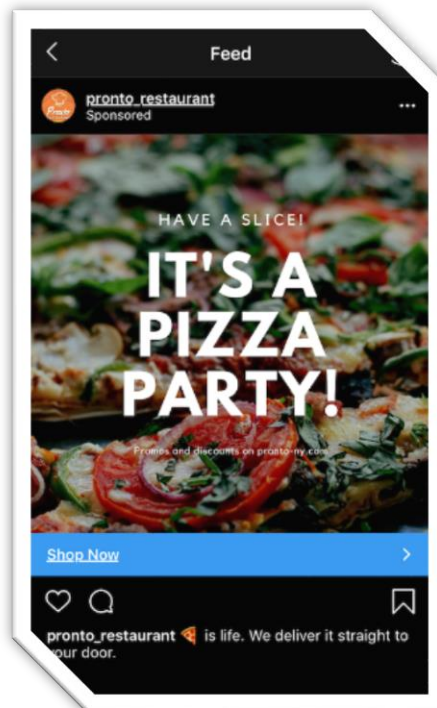 Feed
pronto_restaurant
Sponsored
HAVE A SLICE!
IT'S A
PIZZA
PARTY!
Promos and discounts on pronto-ny.com
Shop Now
pronto_restaurant 🍕 is life. We deliver it straight to
your door.